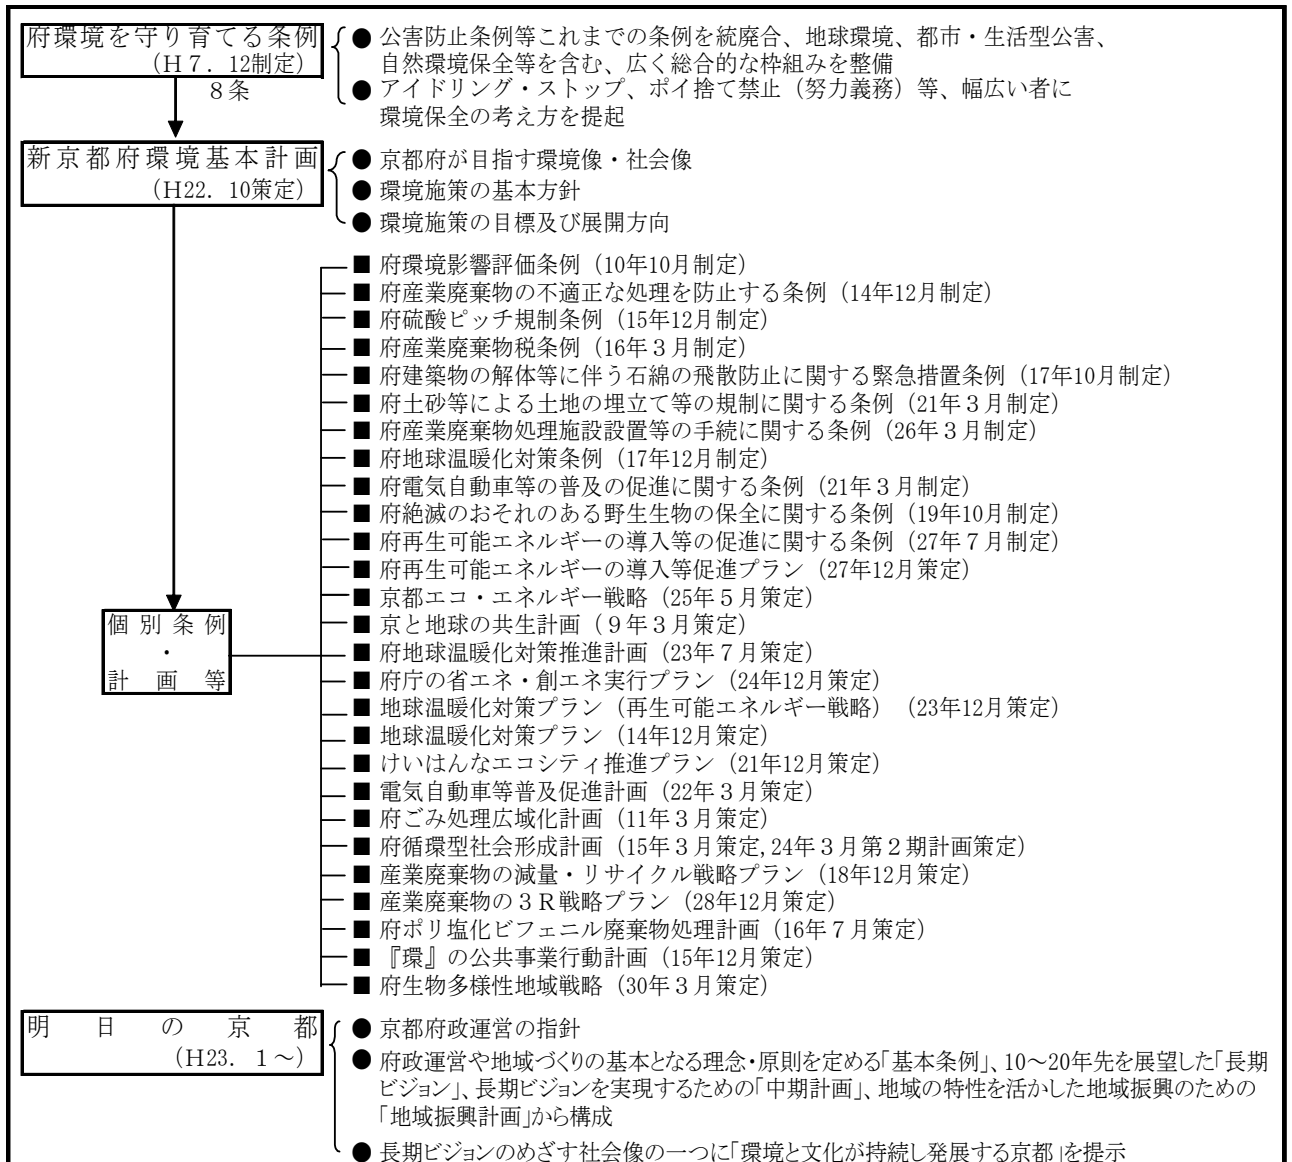 府環境を守り育てる条例
(H7．12制定)
8条
● 公害防止条例等これまでの条例を統廃合、地球環境、都市・生活型公害、
自然環境保全等を含む、広く総合的な枠組みを整備
● アイドリング・ストップ、ポイ捨て禁止（努力義務）等、幅広い者に
環境保全の考え方を提起
新京都府環境基本計画
(H22．10策定)
● 京都府が目指す環境像・社会像
● 環境施策の基本方針
● 環境施策の目標及び展開方向
■ 府環境影響評価条例（10年10月制定）
■ 府産業廃棄物の不適正な処理を防止する条例（14年12月制定）
■ 府硫酸ピッチ規制条例（15年12月制定）
■ 府産業廃棄物税条例（16年３月制定）
■ 府建築物の解体等に伴う石綿の飛散防止に関する緊急措置条例（17年10月制定）
■ 府土砂等による土地の埋立て等の規制に関する条例（21年３月制定）
■ 府産業廃棄物処理施設設置等の手続に関する条例（26年３月制定）
■ 府地球温暖化対策条例（17年12月制定）
■ 府電気自動車等の普及の促進に関する条例（21年３月制定）
■ 府絶滅のおそれのある野生生物の保全に関する条例（19年10月制定）
■ 府再生可能エネルギーの導入等の促進に関する条例（27年７月制定）
■ 府再生可能エネルギーの導入等促進プラン（27年12月策定）
■ 京都エコ・エネルギー戦略（25年５月策定）
■ 京と地球の共生計画（９年３月策定）
■ 府地球温暖化対策推進計画（23年７月策定）
■ 府庁の省エネ・創エネ実行プラン（24年12月策定）
■ 地球温暖化対策プラン（再生可能エネルギー戦略）（23年12月策定）
■ 地球温暖化対策プラン（14年12月策定）
■ けいはんなエコシティ推進プラン（21年12月策定）
■ 電気自動車等普及促進計画（22年３月策定）
■ 府ごみ処理広域化計画（11年３月策定）
■ 府循環型社会形成計画（15年３月策定,24年３月第２期計画策定）
■ 産業廃棄物の減量・リサイクル戦略プラン（18年12月策定）
■ 産業廃棄物の３Ｒ戦略プラン（28年12月策定）
■ 府ポリ塩化ビフェニル廃棄物処理計画（16年７月策定）
■ 『環』の公共事業行動計画（15年12月策定）
■ 府生物多様性地域戦略（30年３月策定）
個別条例
・
計画等
明日の京都
(H23．1～)
● 京都府政運営の指針
● 府政運営や地域づくりの基本となる理念・原則を定める「基本条例」、10～20年先を展望した「長期
ビジョン」、長期ビジョンを実現するための「中期計画」、地域の特性を活かした地域振興のための
「地域振興計画」から構成
● 長期ビジョンのめざす社会像の一つに「環境と文化が持続し発展する京都」を提示